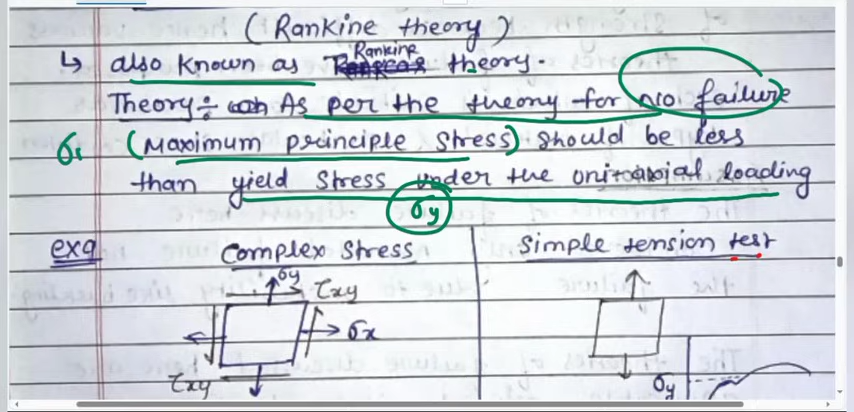 (Rankine theory)
↳ also known as Rankine theory.
Theory:- As per the theory for no failure
σ₁ (Maximum principle stress) should be less
than yield stress under the uniaxial loading
σy
exq complex stress simple tension test
σy τxy
σx
τxy σy